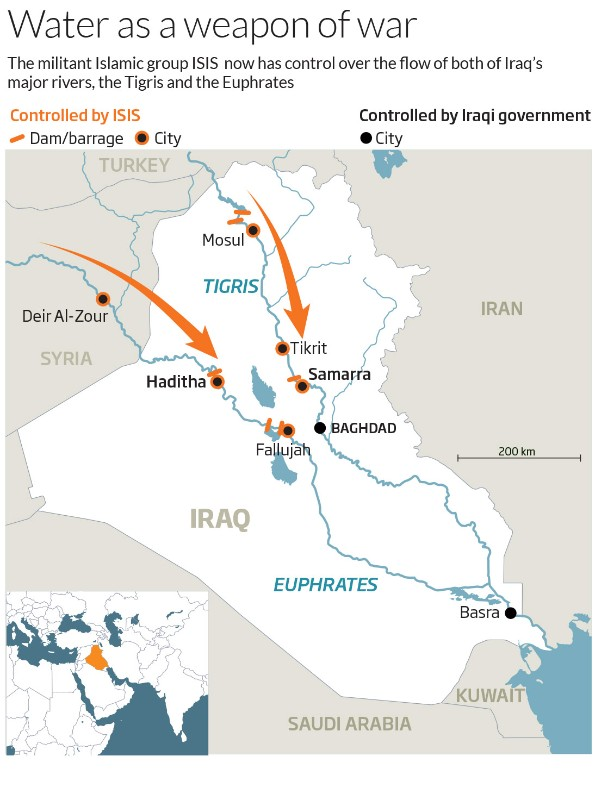 Water as a weapon of war
The militant Islamic group ISIS now has control over the flow of both of Iraq's
major rivers, the Tigris and the Euphrates
Controlled by ISIS
Dam/barrage
City
Controlled by Iraqi government
City
TURKEY
Mosul
TIGRIS
IRAN
Deir Al-Zour
SYRIA
Tikrit
Haditha
Samarra
BAGHDAD
Fallujah
200 km
IRAQ
EUPHRATES
Basra
KUWAIT
SAUDI ARABIA